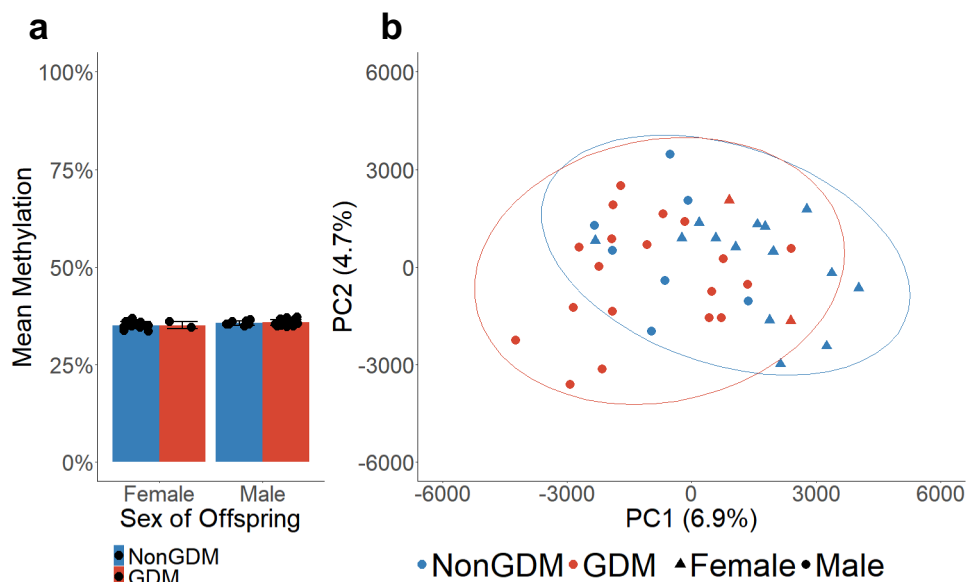 a
100%
75%
50%
25%
0%
Mean Methylation
Female Male
Sex of Offspring
NonGDM
GDM
b
6000
3000
0
-3000
-6000
PC2 (4.7%)
-6000 -3000 0 3000 6000
PC1 (6.9%)
NonGDM GDM Female Male